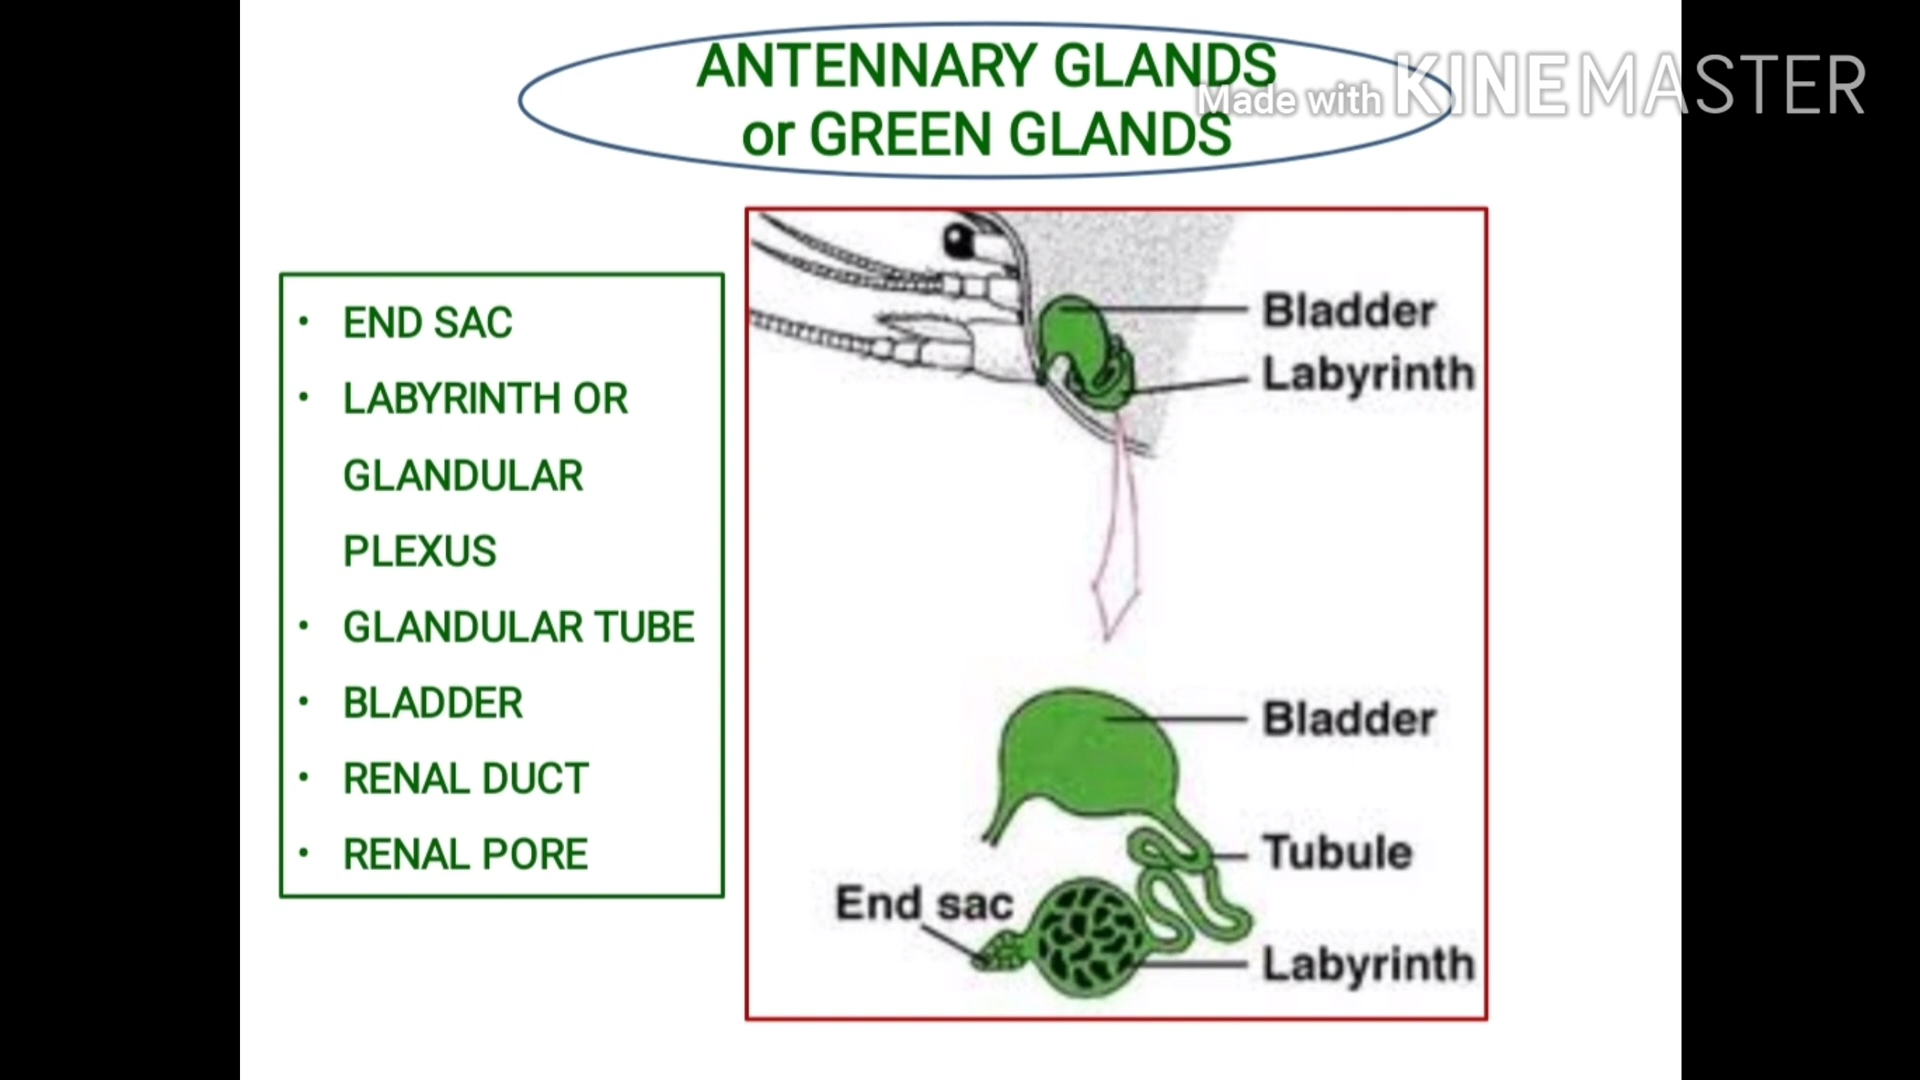 ANTENNARY GLANDS
or GREEN GLANDS
Made with KINEMASTER
• END SAC
• LABYRINTH OR
GLANDULAR
PLEXUS
• GLANDULAR TUBE
• BLADDER
• RENAL DUCT
• RENAL PORE
Bladder
Labyrinth
Bladder
Tubule
End sac
Labyrinth